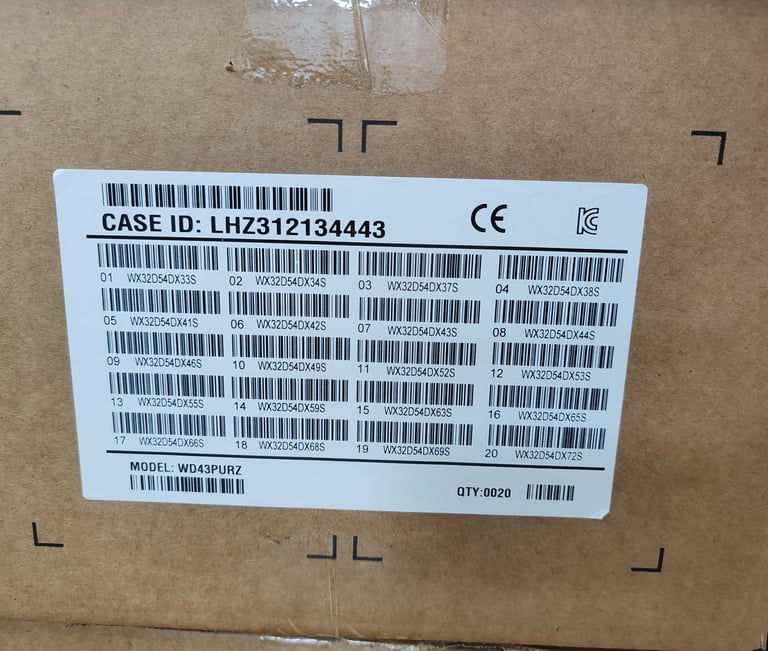 CASE ID: LHZ312134443 CE KC
01 WX32D54DX33S 02 WX32D54DX34S 03 WX32D54DX37S 04 WX32D54DX38S
05 WX32D54DX41S 06 WX32D54DX42S 07 WX32D54DX43S 08 WX32D54DX44S
09 WX32D54DX46S 10 WX32D54DX49S 11 WX32D54DX52S 12 WX32D54DX53S
13 WX32D54DX55S 14 WX32D54DX59S 15 WX32D54DX63S 16 WX32D54DX65S
17 WX32D54DX66S 18 WX32D54DX68S 19 WX32D54DX69S 20 WX32D54DX72S
MODEL: WD43PURZ
QTY:0020